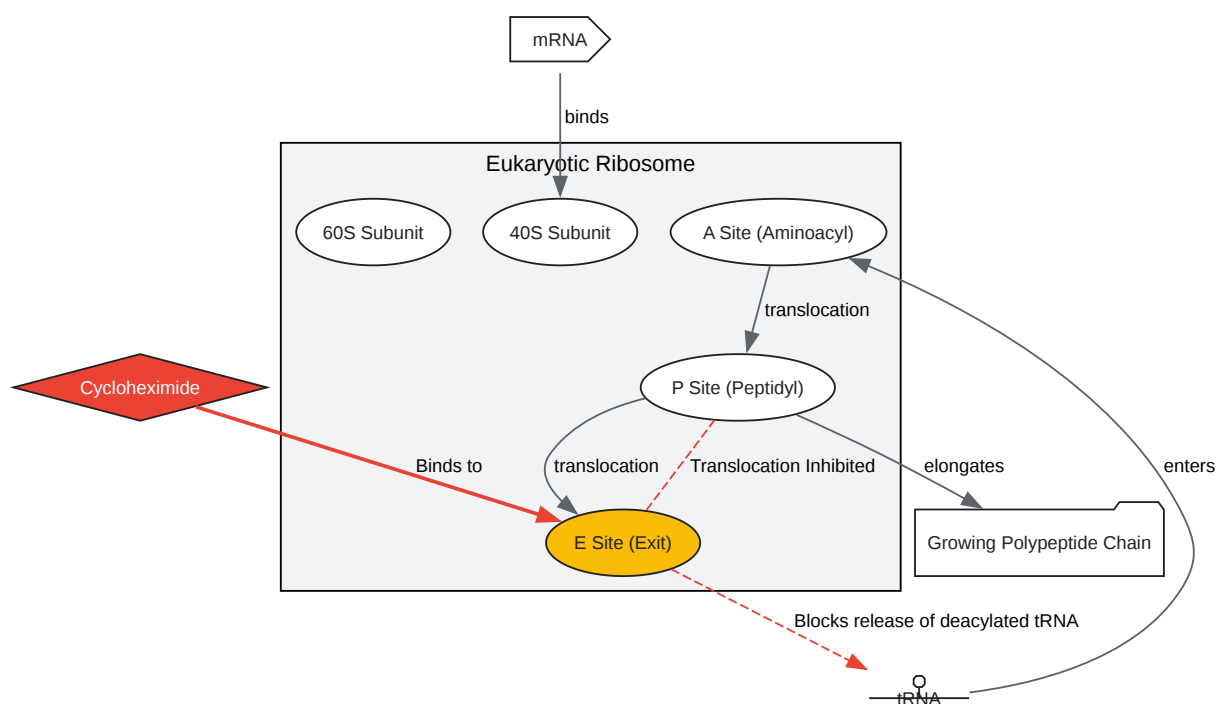 mRNA
binds
Eukaryotic Ribosome
60S Subunit
40S Subunit
A Site (Aminoacyl)
translocation
Cycloheximide
P Site (Peptidyl)
Binds to
translocation
Translocation Inhibited
elongates
enters
E Site (Exit)
Growing Polypeptide Chain
Blocks release of deacylated tRNA
tRNA